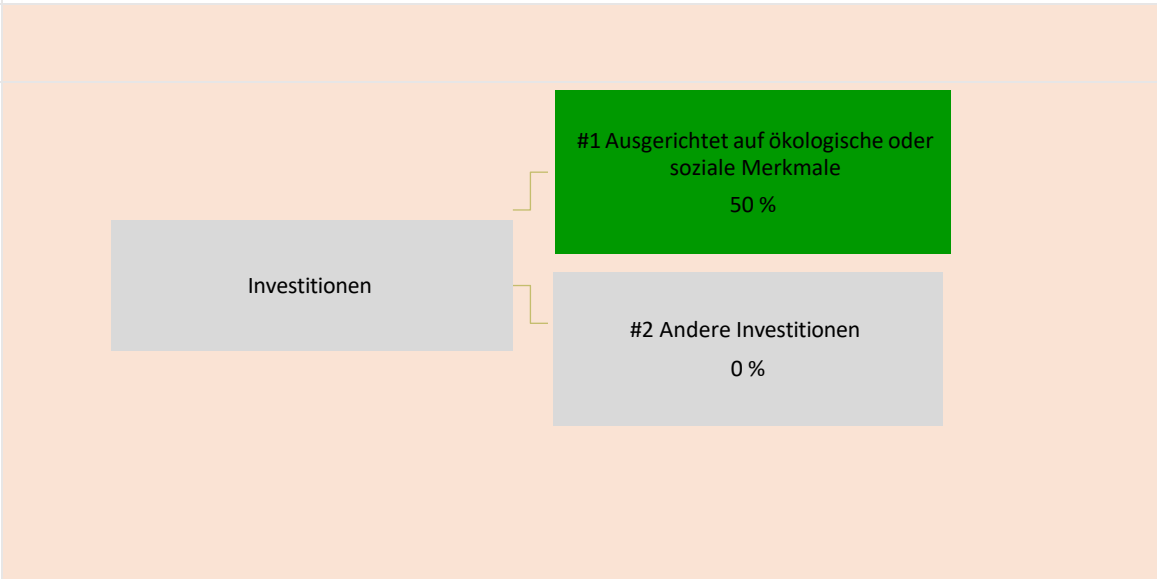 #1 Ausgerichtet auf ökologische oder
soziale Merkmale
50 %
Investitionen
#2 Andere Investitionen
0 %